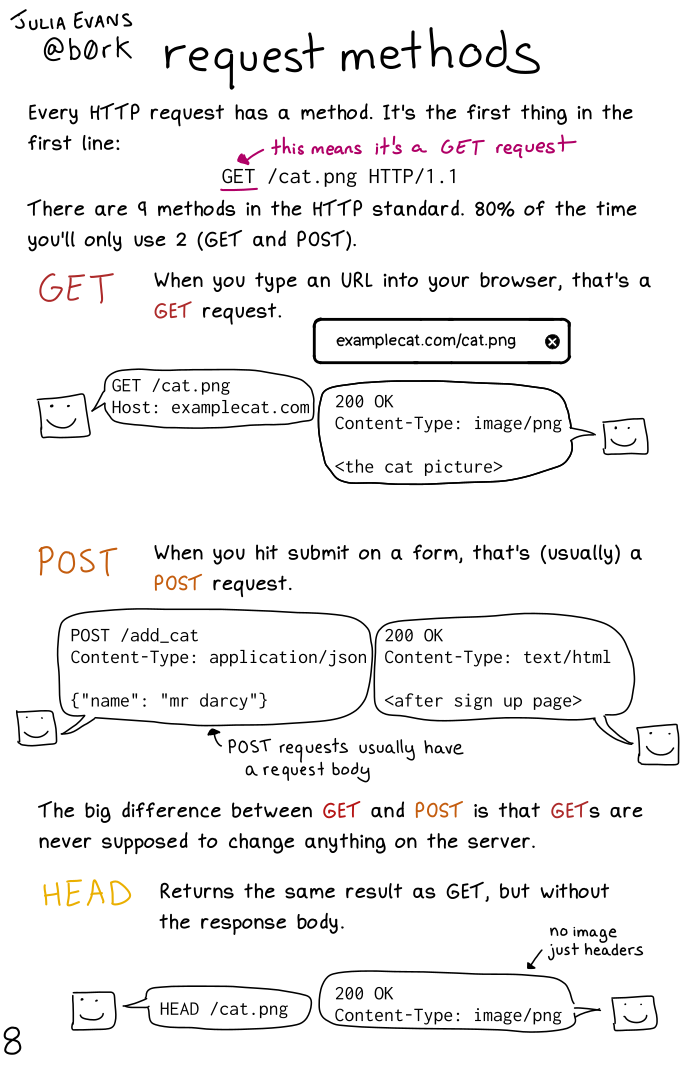 JULIA EVANS
@b0rk
request methods
Every HTTP request has a method. It's the first thing in the
first line:
this means it's a GET request
GET /cat.png HTTP/1.1
There are 9 methods in the HTTP standard. 80% of the time
you'll only use 2 (GET and POST).
GET
When you type an URL into your browser, that's a
GET request.
examplecat.com/cat.png
GET /cat.png
Host: examplecat.com
200 OK
Content-Type: image/png
<the cat picture>
POST
When you hit submit on a form, that's (usually) a
POST request.
POST /add_cat
Content-Type: application/json
{"name": "mr darcy"}
200 OK
Content-Type: text/html
<after sign up page>
POST requests usually have
a request body
The big difference between GET and POST is that GETs are
never supposed to change anything on the server.
HEAD
Returns the same result as GET, but without
the response body.
no image
just headers
HEAD /cat.png
200 OK
Content-Type: image/png
8